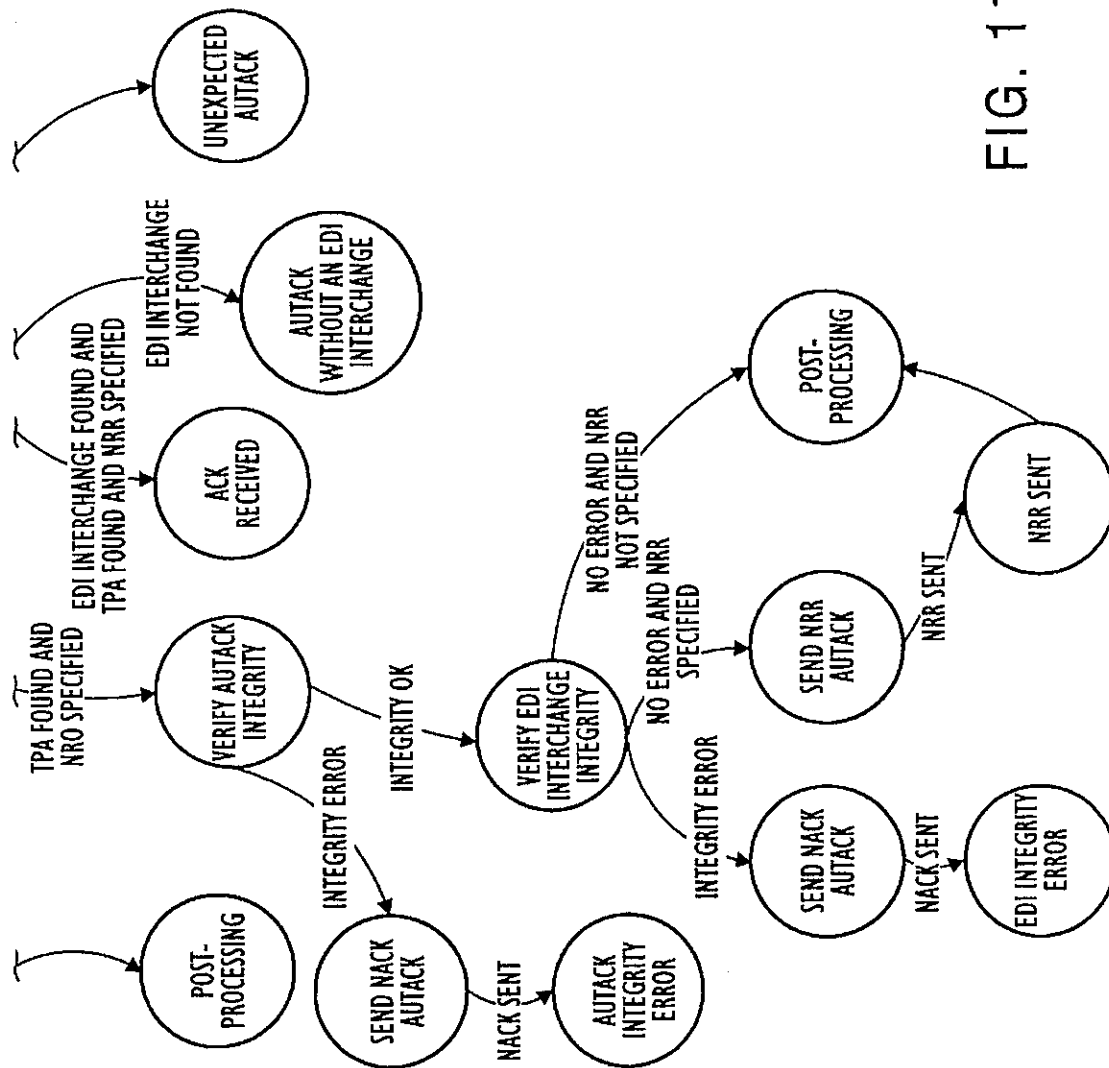 UNEXPECTED
AUTACK
EDI INTERCHANGE
NOT FOUND
AUTACK
WITHOUT AN EDI
INTERCHANGE
EDI INTERCHANGE FOUND AND
TPA FOUND AND NRR SPECIFIED
ACK
RECEIVED
TPA FOUND AND
NRO SPECIFIED
VERIFY AUTACK
INTEGRITY
POST-
PROCESSING
INTEGRITY ERROR
SEND NACK
AUTACK
NACK SENT
AUTACK
INTEGRITY
ERROR
INTEGRITY OK
VERIFY EDI
INTERCHANGE
INTEGRITY
NO ERROR AND NRR
NOT SPECIFIED
POST-
PROCESSING
NO ERROR AND NRR
SPECIFIED
SEND NRR
AUTACK
NRR SENT
NRR SENT
INTEGRITY ERROR
SEND NACK
AUTACK
NACK SENT
EDI INTEGRITY
ERROR
FIG. 1